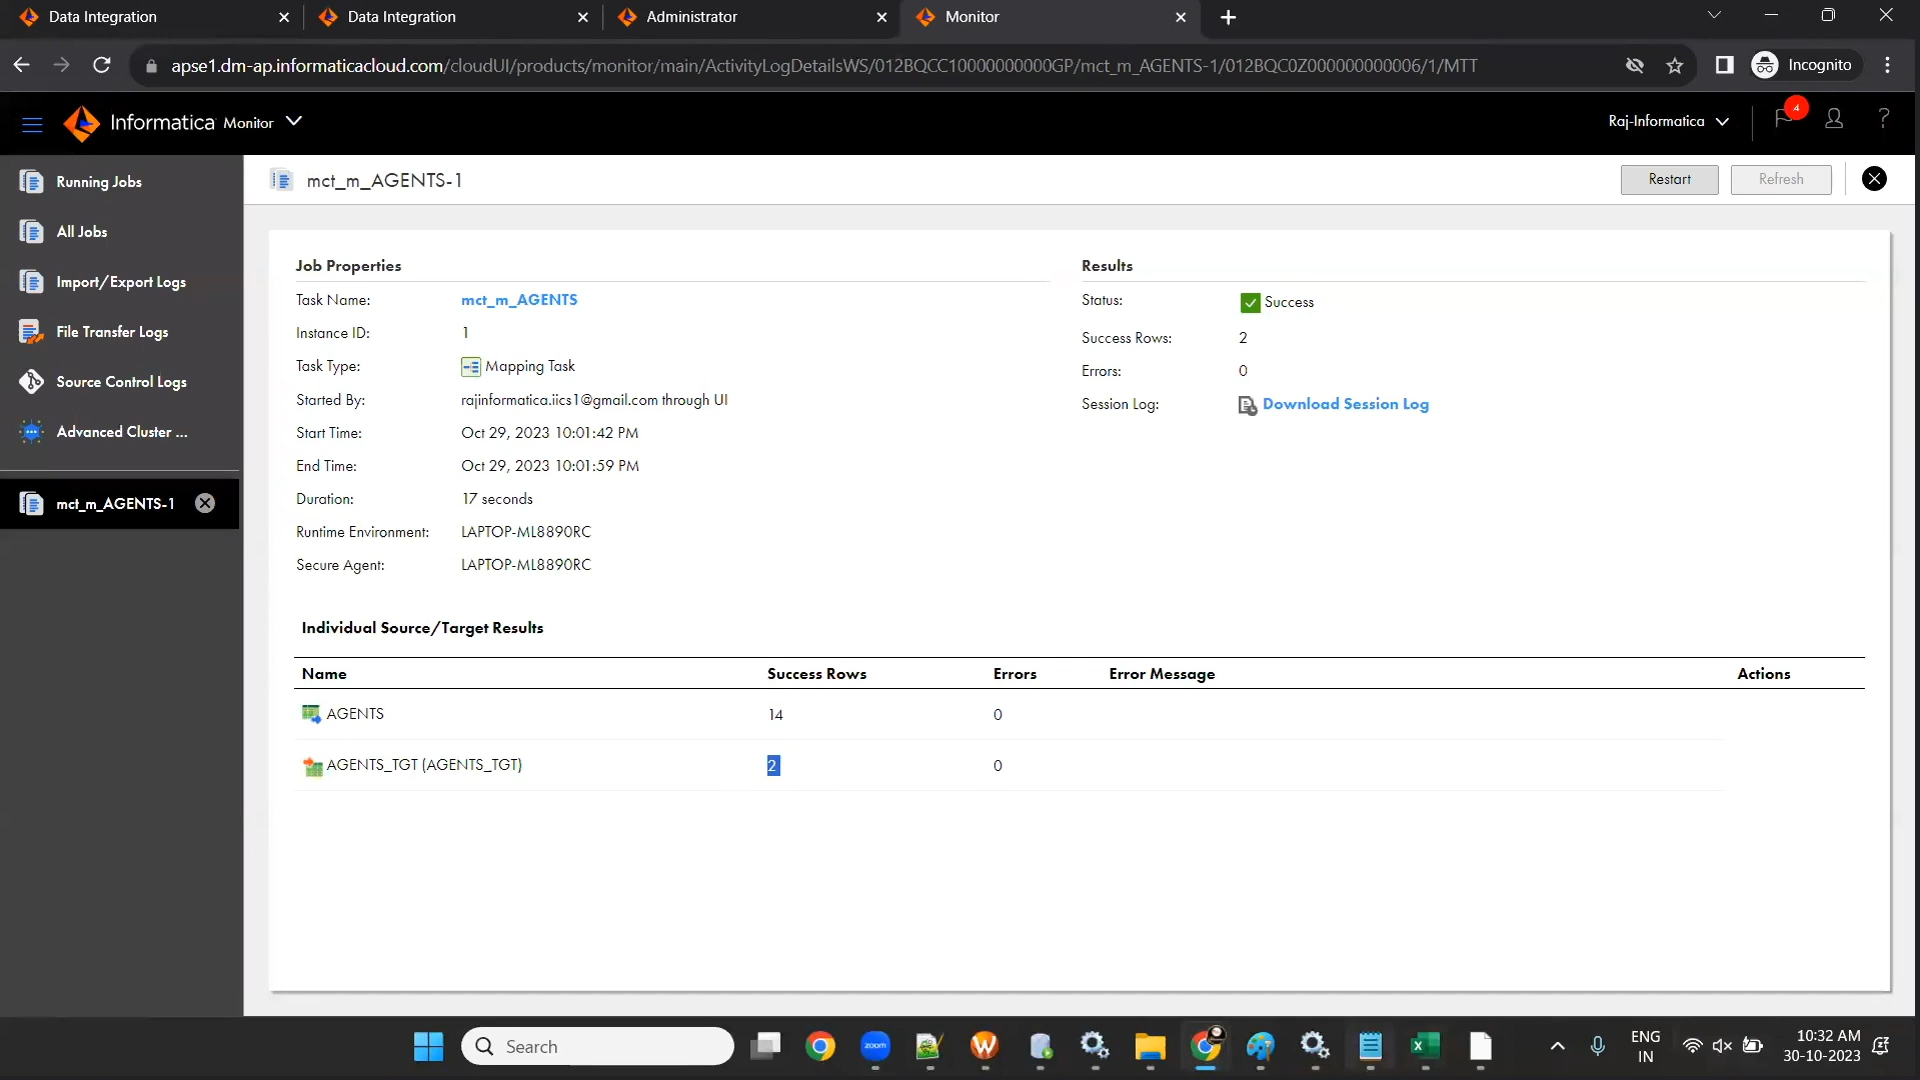 Data Integration
Data Integration
Administrator
Monitor
apse1.dm-ap.informaticacloud.com/cloudUI/products/monitor/main/ActivityLogDetailsWS/012BQCC10000000000GP/mct_m_AGENTS-1/012BQC0Z000000000006/1/MTT
Incognito
Informatica Monitor
Raj-Informatica
4
?
Running Jobs
All Jobs
Import/Export Logs
File Transfer Logs
Source Control Logs
Advanced Cluster ...
mct_m_AGENTS-1
mct_m_AGENTS-1
Restart
Refresh
Job Properties
Task Name: mct_m_AGENTS
Instance ID: 1
Task Type: Mapping Task
Started By: rajinformatica.iics1@gmail.com through UI
Start Time: Oct 29, 2023 10:01:42 PM
End Time: Oct 29, 2023 10:01:59 PM
Duration: 17 seconds
Runtime Environment: LAPTOP-ML8890RC
Secure Agent: LAPTOP-ML8890RC
Results
Status: Success
Success Rows: 2
Errors: 0
Session Log: Download Session Log
Individual Source/Target Results
Name Success Rows Errors Error Message Actions
AGENTS 14 0
AGENTS_TGT (AGENTS_TGT) 2 0
Search
zoom
W
X
ENG
IN
10:32 AM
30-10-2023